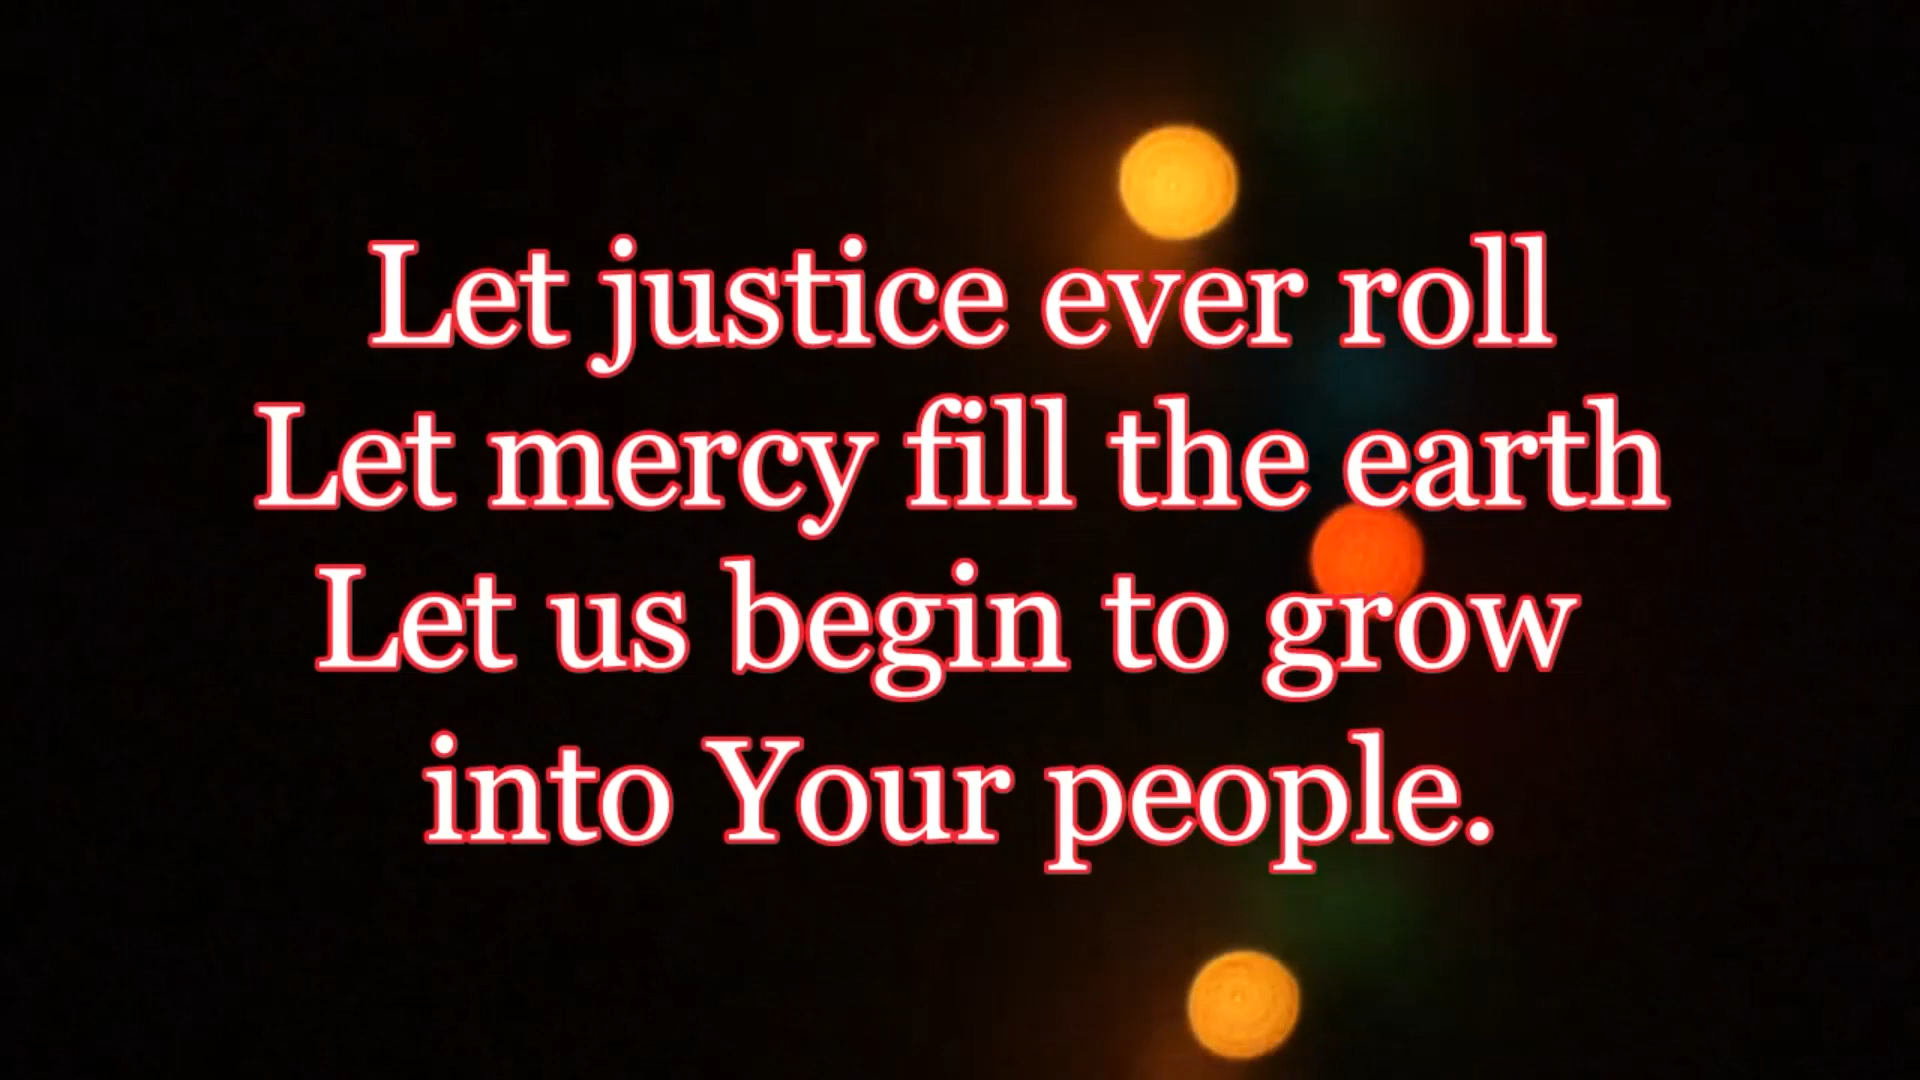 Let justice ever roll
Let mercy fill the earth
Let us begin to grow
into Your people.